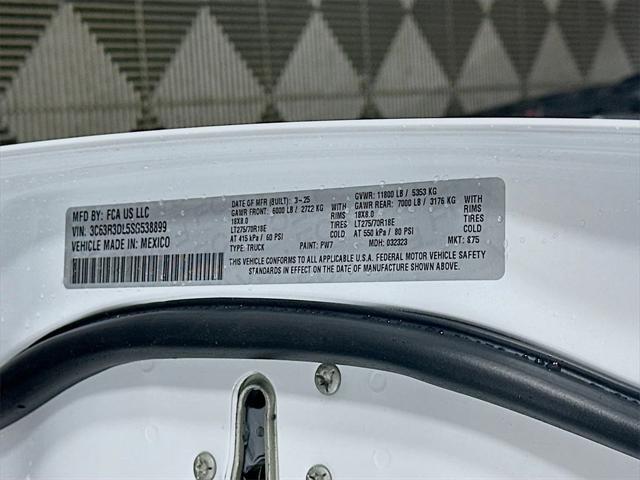 MFD BY: FCA US LLC
VIN: 3C63R3DL5SG538899
VEHICLE MADE IN: MEXICO
DATE OF MFR (BUILT): 3-25
GAWR FRONT: 6000 LB / 2722 KG WITH
18X8.0 RIMS
LT275/70R18E TIRES
AT 415 kPa / 60 PSI COLD
TYPE: TRUCK PAINT: PW7
GVWR: 11800 LB / 5353 KG
GAWR REAR: 7000 LB / 3176 KG WITH
18X8.0 RIMS
LT275/70R18E TIRES
AT 550 kPa / 80 PSI COLD
MDH: 032323 MKT: S75
THIS VEHICLE CONFORMS TO ALL APPLICABLE U.S.A. FEDERAL MOTOR VEHICLE SAFETY
STANDARDS IN EFFECT ON THE DATE OF MANUFACTURE SHOWN ABOVE.